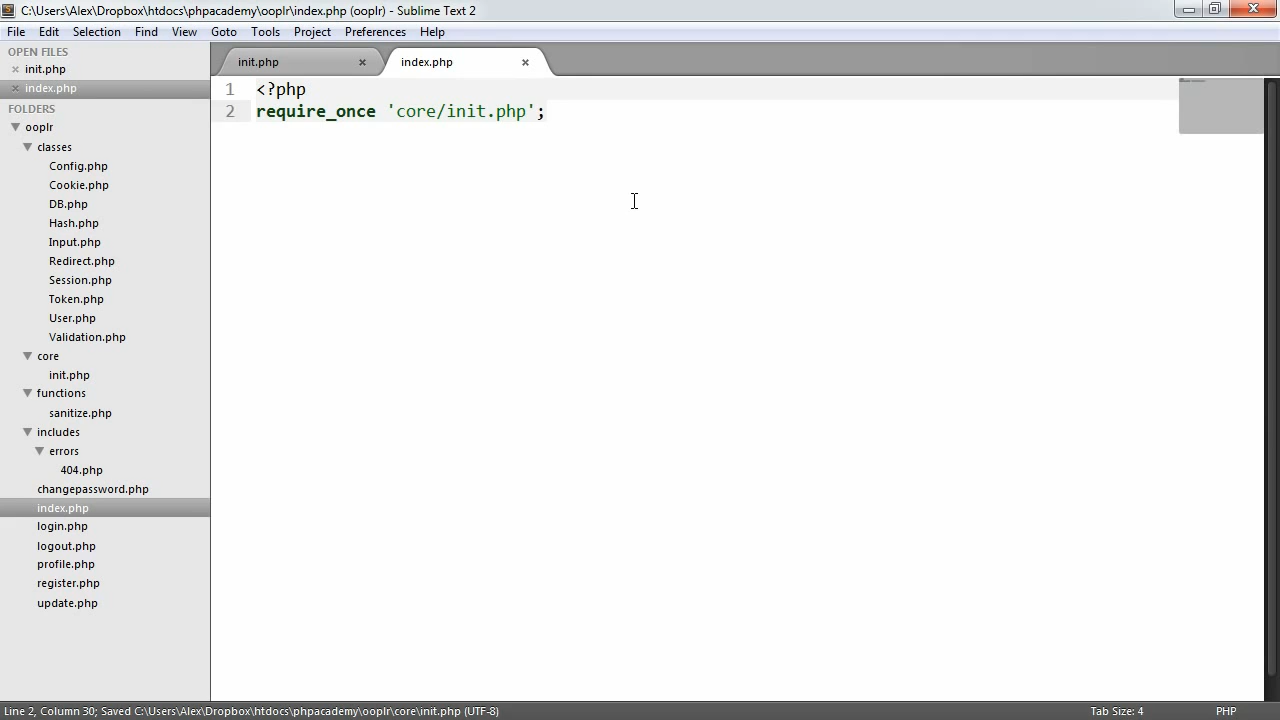 C:\Users\Alex\Dropbox\htdocs\phpacademy\ooplr\index.php (ooplr) - Sublime Text 2
File Edit Selection Find View Goto Tools Project Preferences Help
OPEN FILES
init.php
index.php
FOLDERS
ooplr
classes
Config.php
Cookie.php
DB.php
Hash.php
Input.php
Redirect.php
Session.php
Token.php
User.php
Validation.php
core
init.php
functions
sanitize.php
includes
errors
404.php
changepassword.php
index.php
login.php
logout.php
profile.php
register.php
update.php
init.php index.php
1 <?php
2 require_once 'core/init.php';
Line 2, Column 30; Saved C:\Users\Alex\Dropbox\htdocs\phpacademy\ooplr\core\init.php (UTF-8) Tab Size: 4 PHP